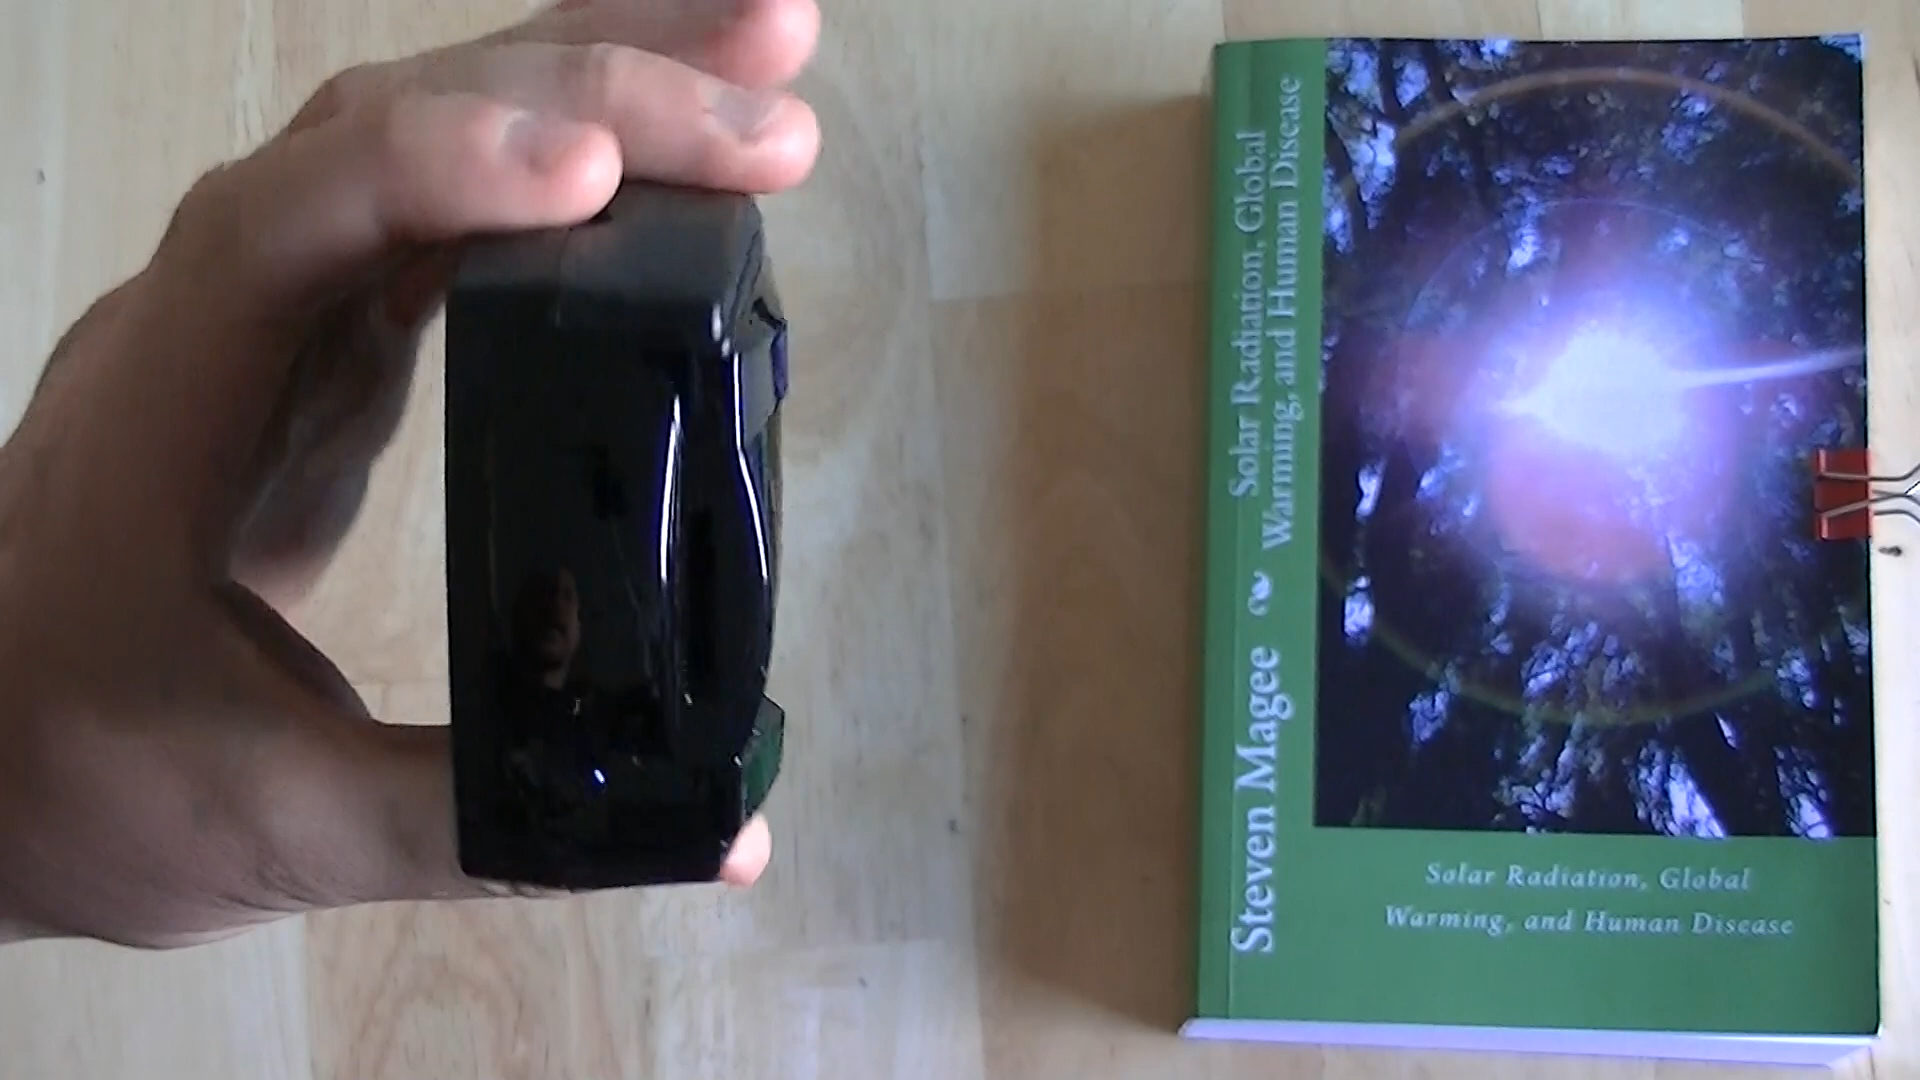 Solar Radiation, Global
Warming, and Human Disease
Steven Magee
Solar Radiation, Global
Warming, and Human Disease